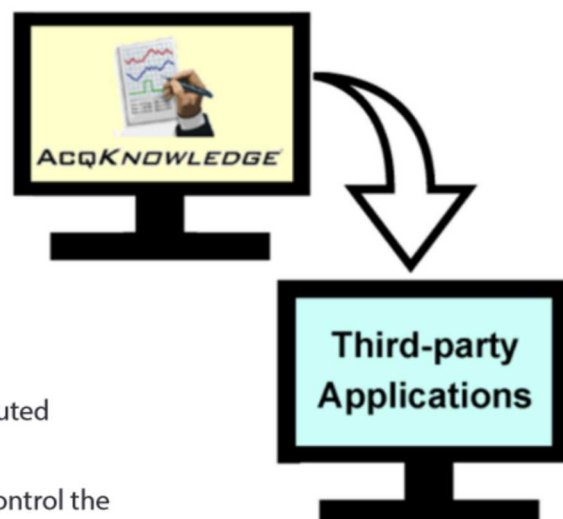 ACQKNOWLEDGE
Third-party
Applications
uted
ontrol the